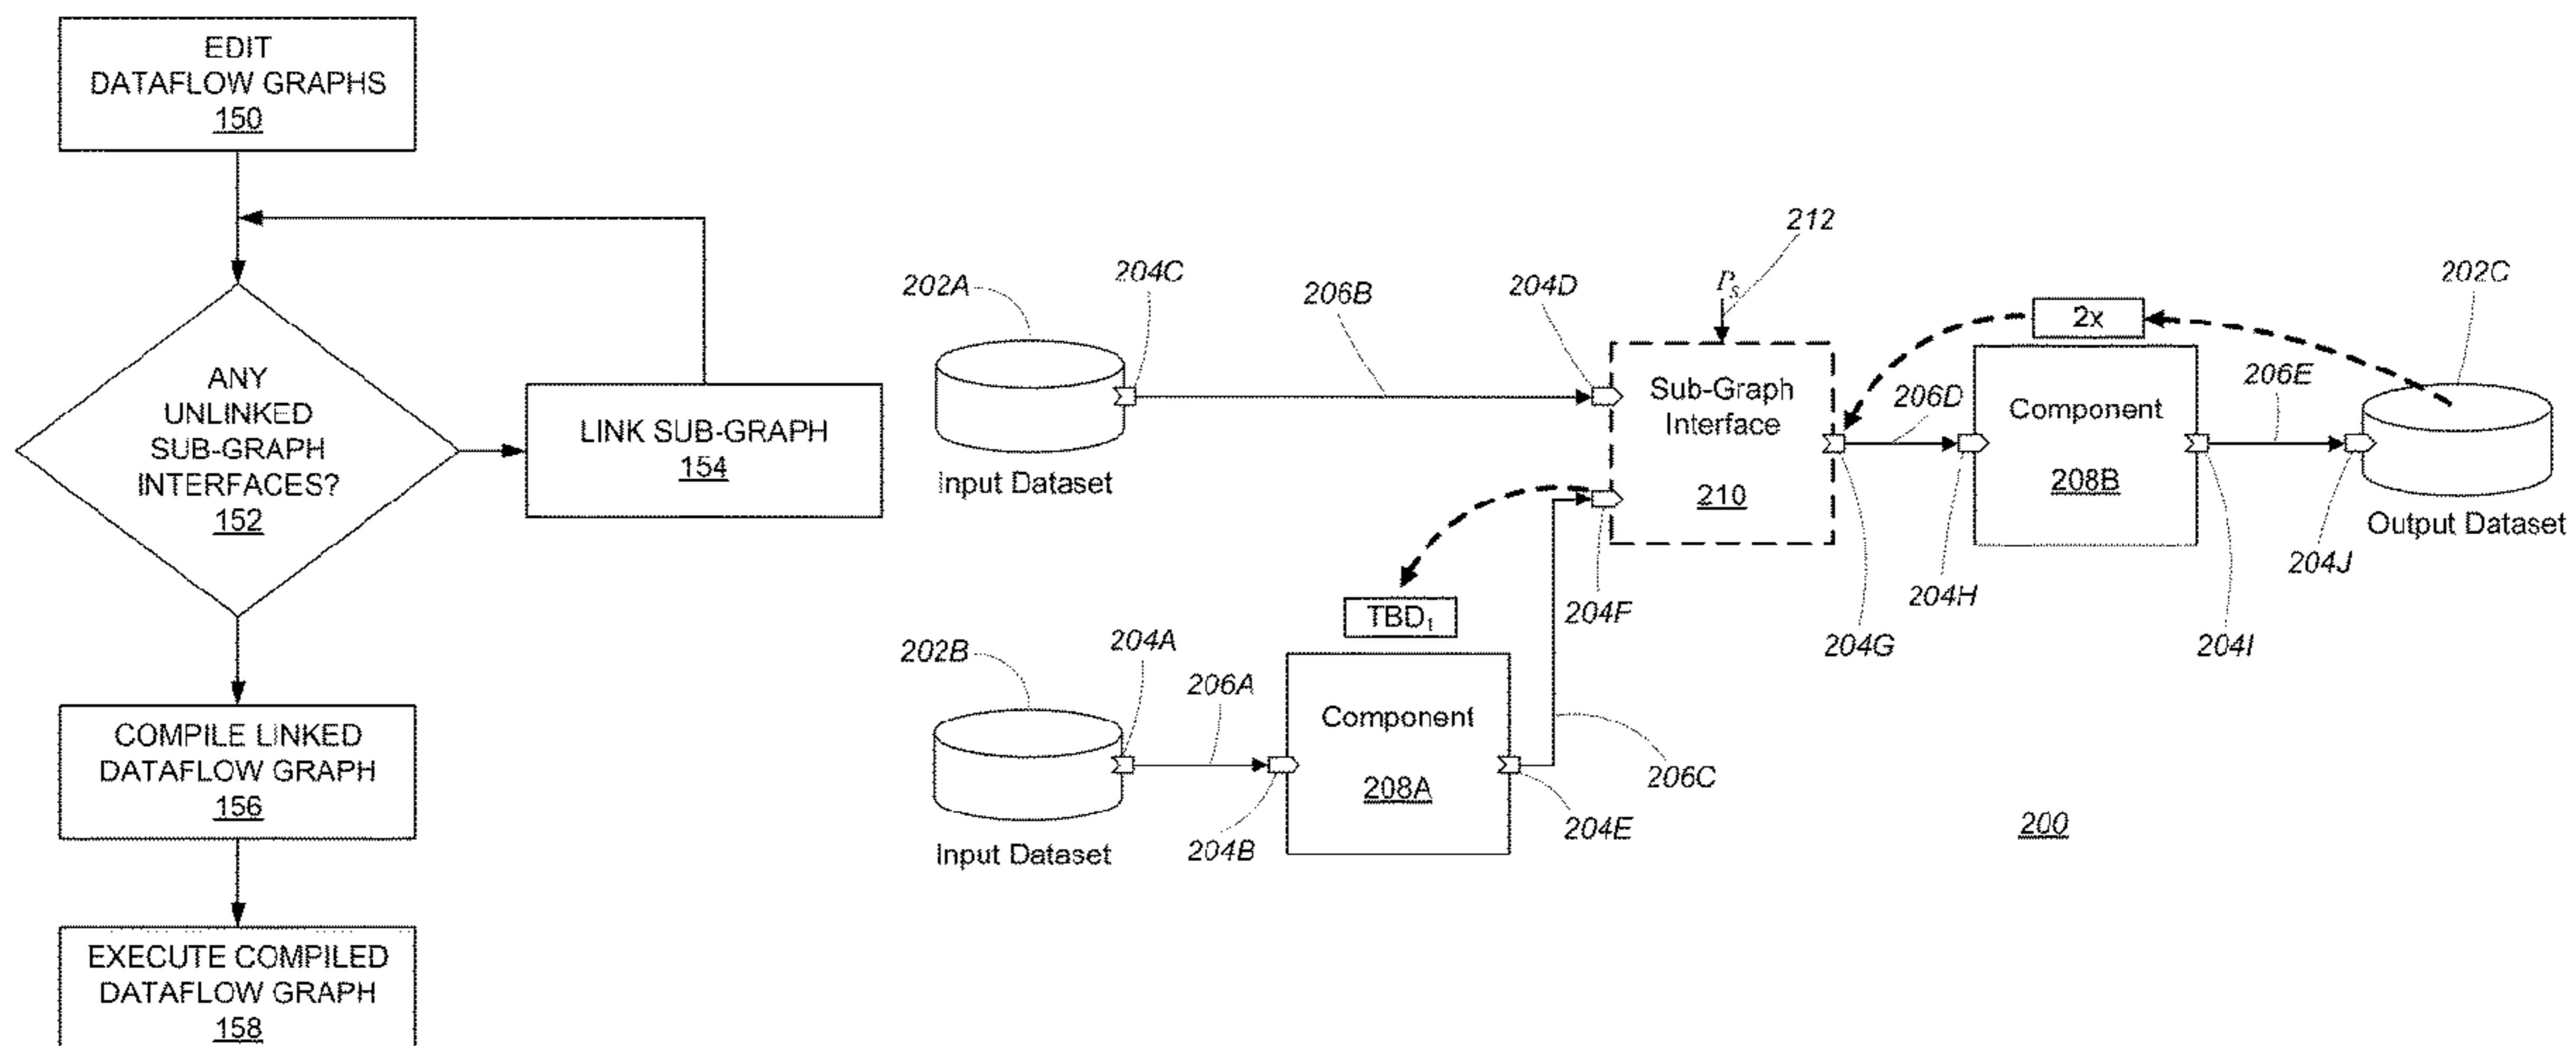 EDIT
DATAFLOW GRAPHS
150
ANY
UNLINKED
SUB-GRAPH
INTERFACES?
152
LINK SUB-GRAPH
154
COMPILE LINKED
DATAFLOW GRAPH
156
EXECUTE COMPILED
DATAFLOW GRAPH
158
212
Ps
202A
204C
206B
204D
Input Dataset
Sub-Graph
Interface
210
2x
202C
206D
Component
208B
206E
Output Dataset
204J
204H
204G
204I
204F
TBD1
202B
204A
206A
Component
208A
206C
204B
204E
Input Dataset
200